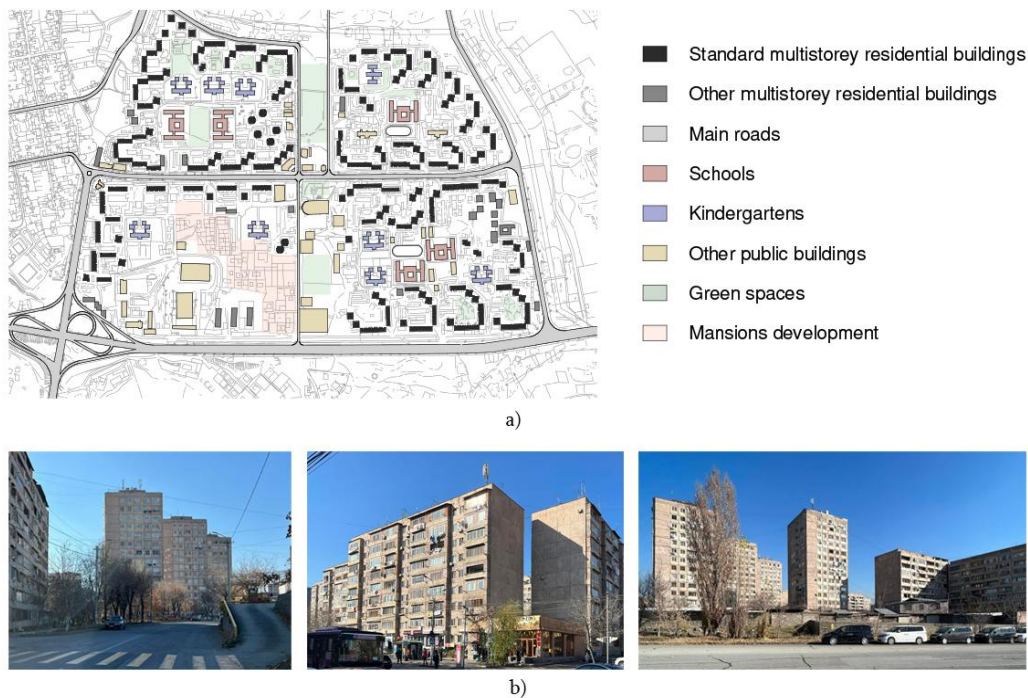 Standard multistorey residential buildings
Other multistorey residential buildings
Main roads
Schools
Kindergartens
Other public buildings
Green spaces
Mansions development
a)
b)